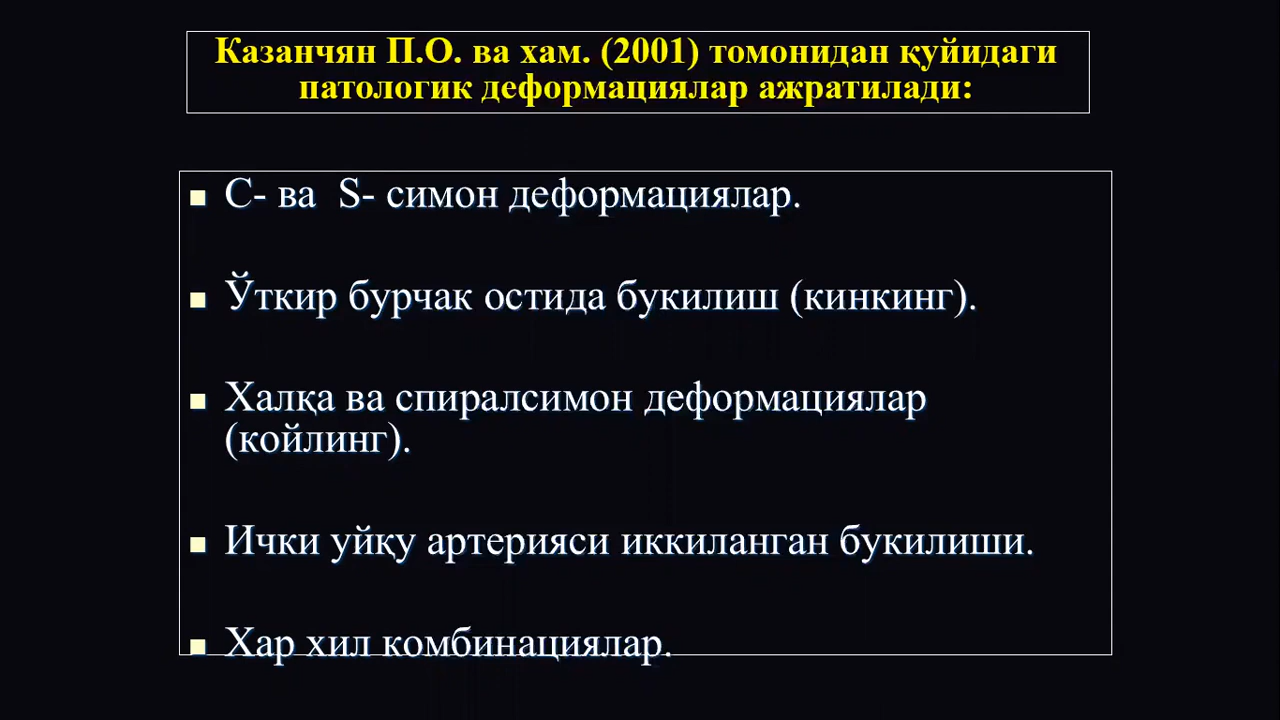 Казанчян П.О. ва хам. (2001) томонидан қуйидаги
патологик деформациялар ажратилади:
С- ва S- симон деформациялар.
Ўткир бурчак остида букилиш (кинкинг).
Халқа ва спиралсимон деформациялар
(койлинг).
Ички уйқу артерияси иккиланган букилиши.
Хар хил комбинациялар.